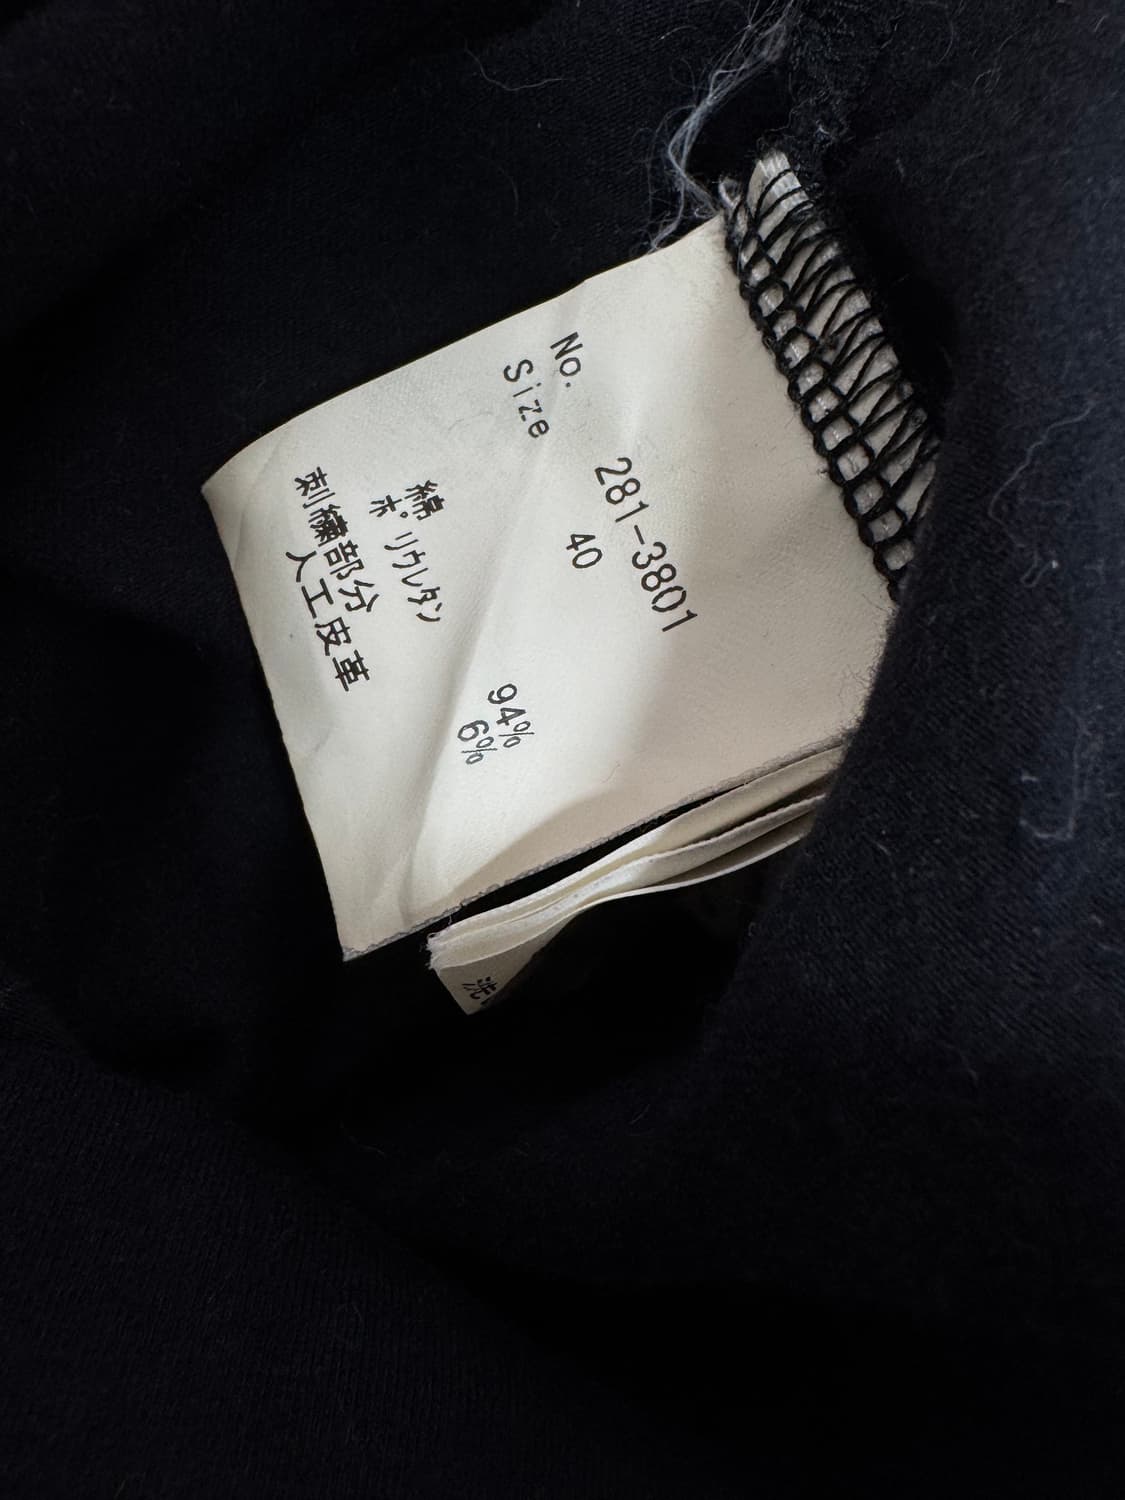 No. 281-3801
Size 40
綿 94%
ポリウレタン 6%
刺繍部分
人工皮革
洗